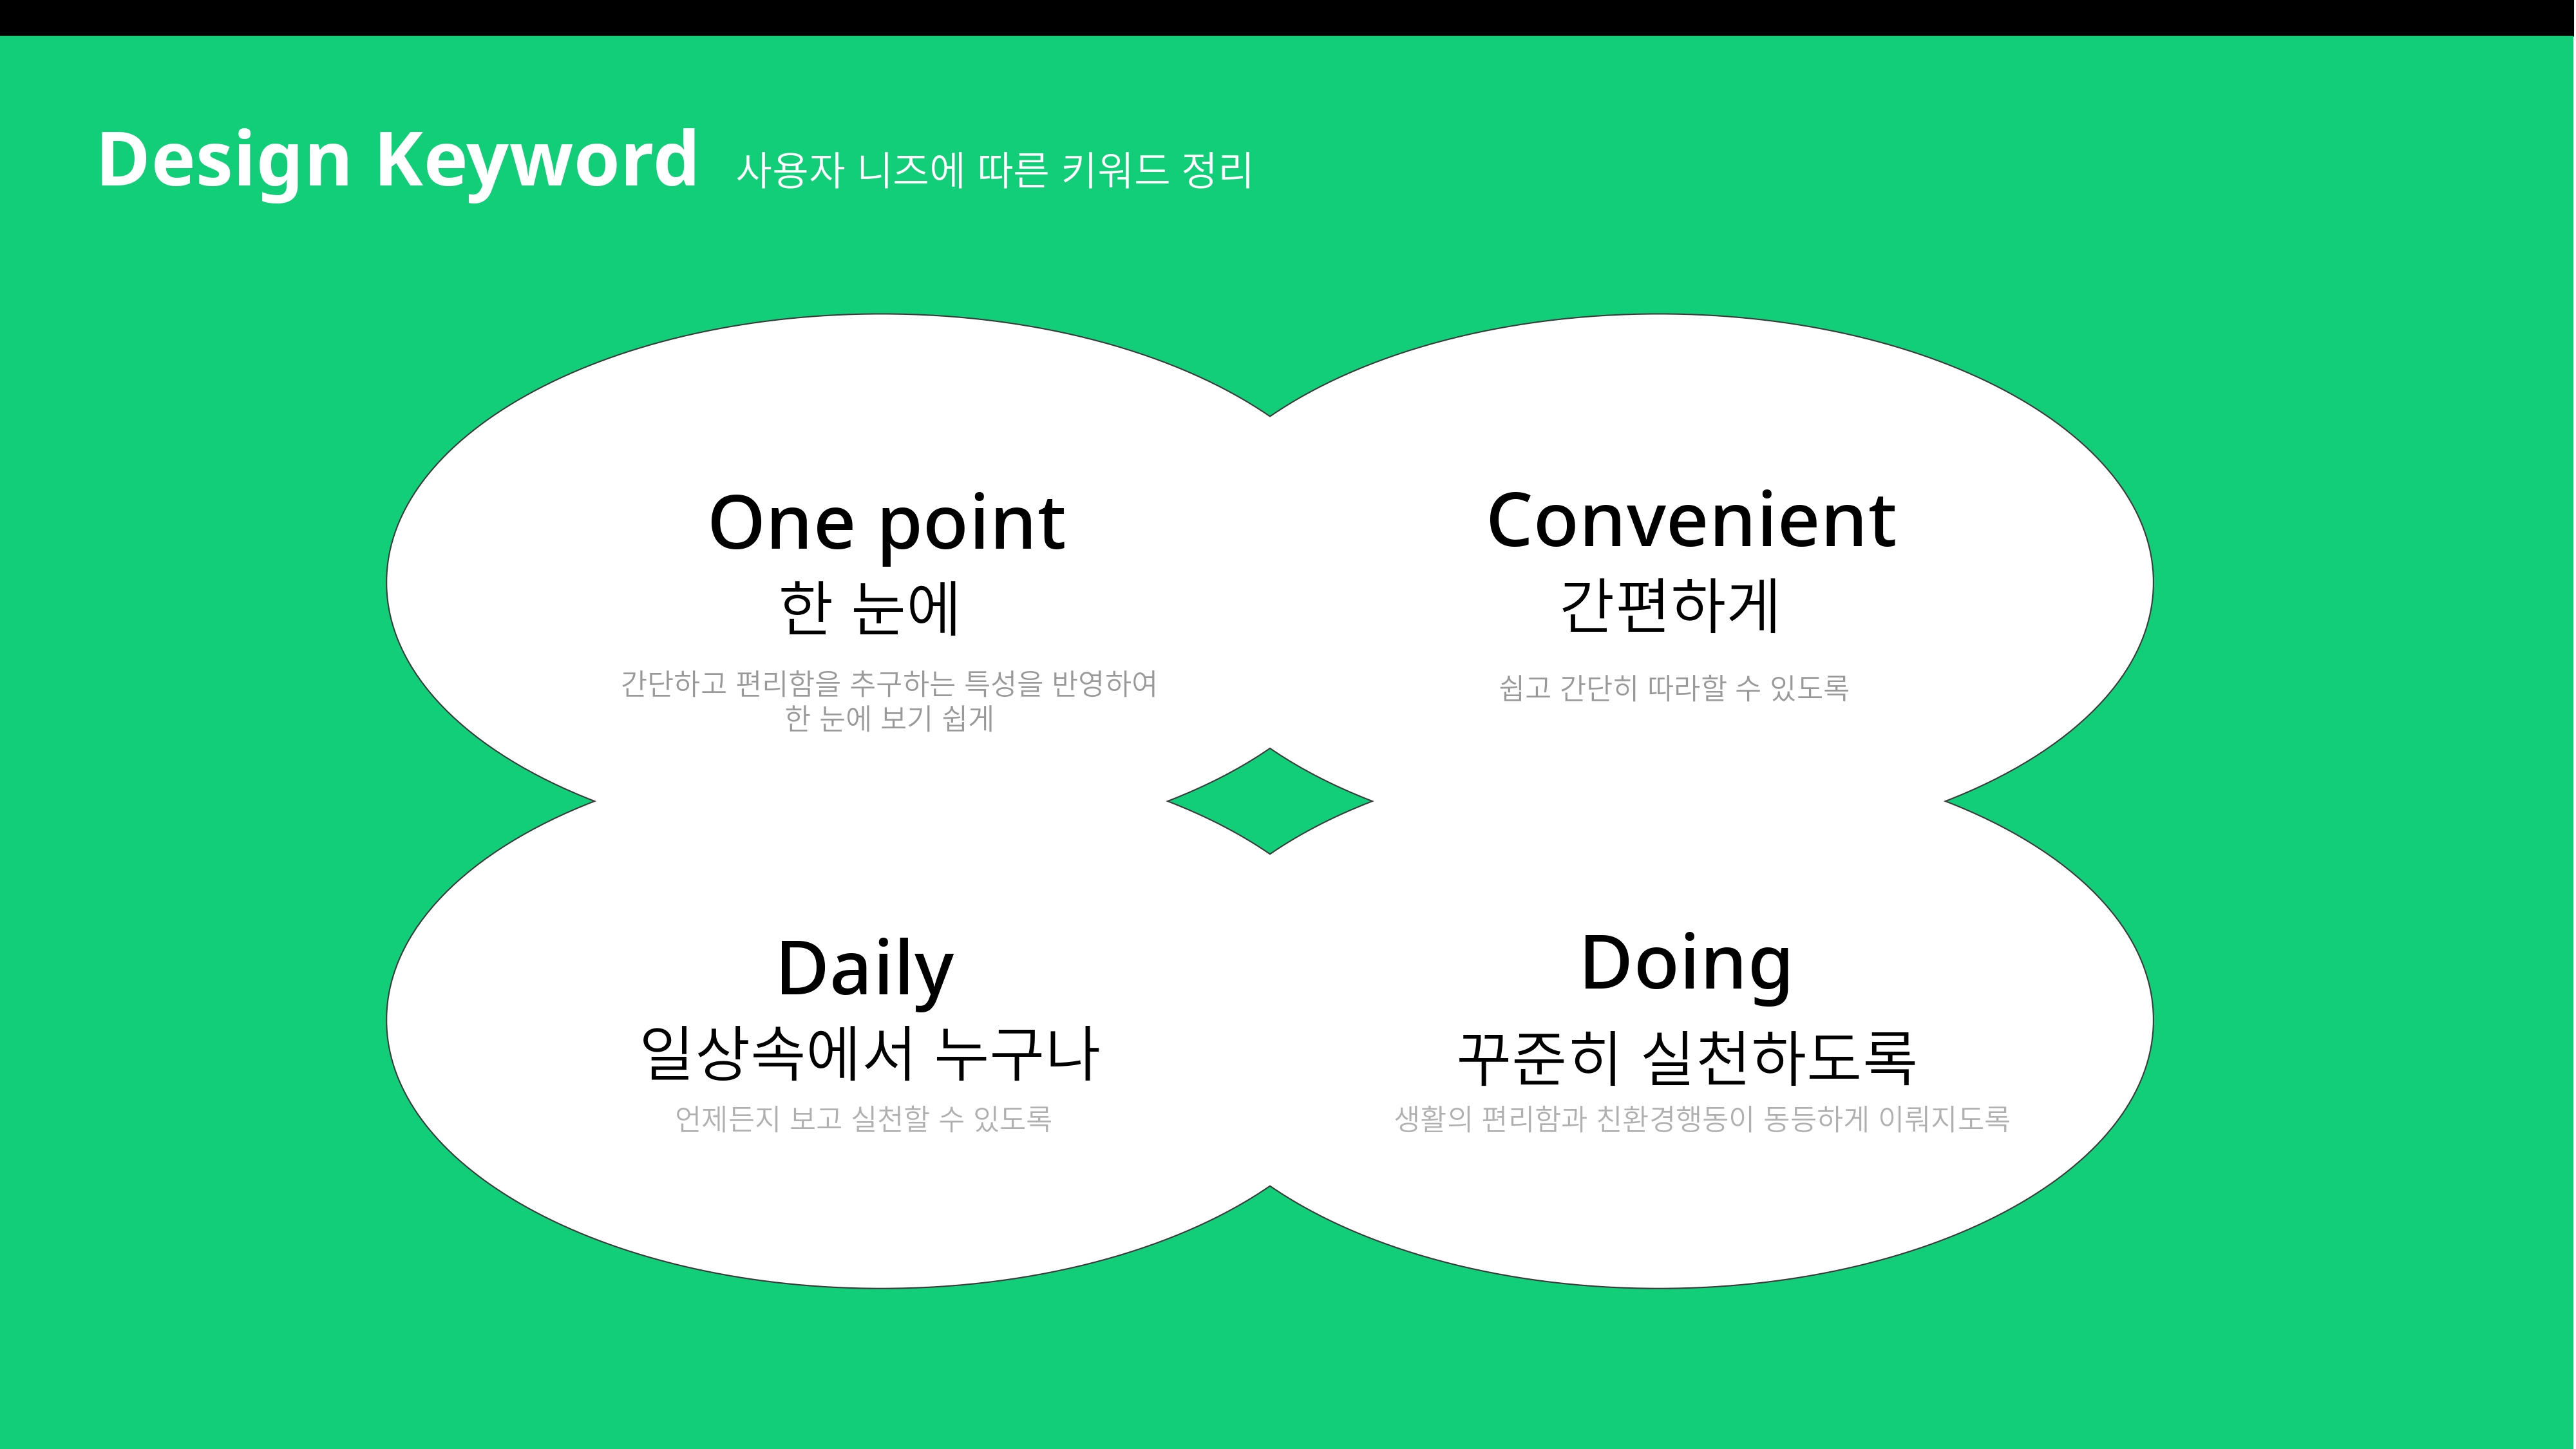 Design Keyword 사용자 니즈에 따른 키워드 정리
One point
한 눈에
간단하고 편리함을 추구하는 특성을 반영하여
한 눈에 보기 쉽게
Convenient
간편하게
쉽고 간단히 따라할 수 있도록
Daily
일상속에서 누구나
언제든지 보고 실천할 수 있도록
Doing
꾸준히 실천하도록
생활의 편리함과 친환경행동이 동등하게 이뤄지도록